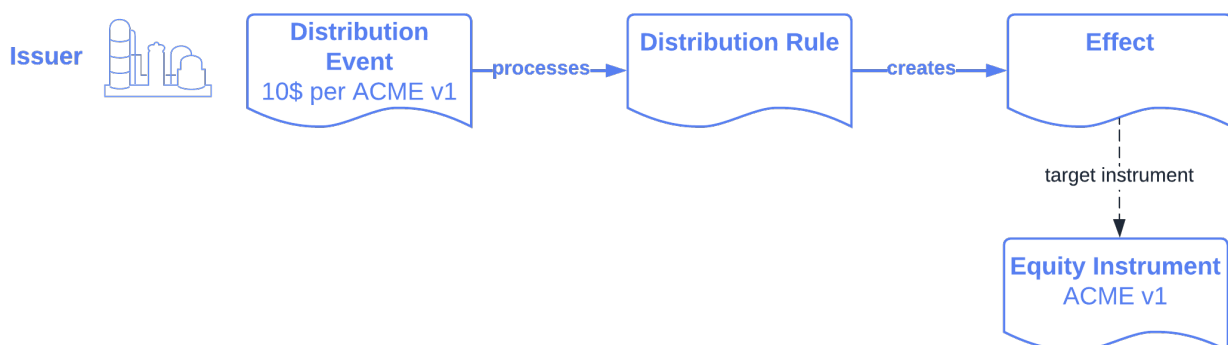 Issuer
Distribution
Event
10$ per ACME v1
processes
Distribution Rule
creates
Effect
target instrument
Equity Instrument
ACME v1